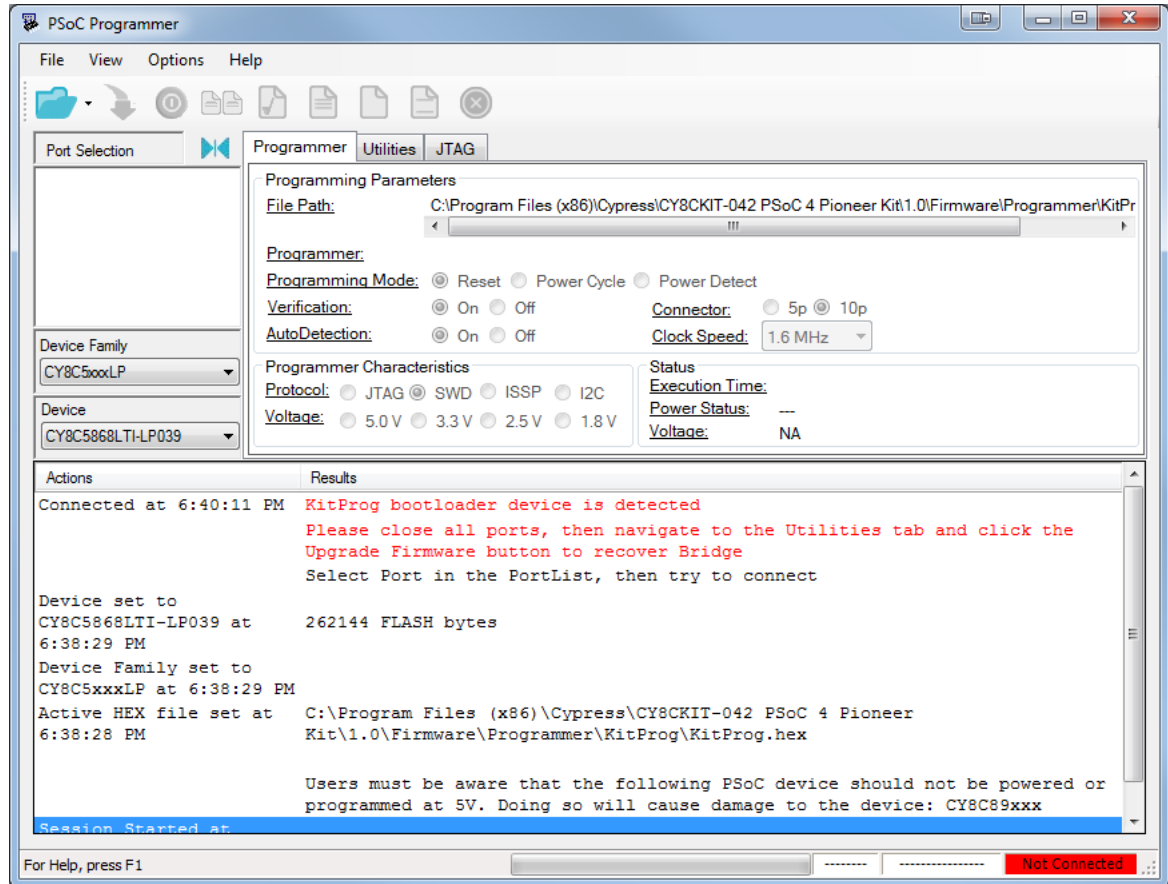 PSoC Programmer
File View Options Help
Port Selection
Programmer Utilities JTAG
Programming Parameters
File Path: C:\Program Files (x86)\Cypress\CY8CKIT-042 PSoC 4 Pioneer Kit\1.0\Firmware\Programmer\KitPr
Programmer:
Programming Mode: Reset Power Cycle Power Detect
Verification: On Off Connector: 5p 10p
AutoDetection: On Off Clock Speed: 1.6 MHz
Device Family
CY8C5xxxLP
Device
CY8C5868LTI-LP039
Programmer Characteristics
Protocol: JTAG SWD ISSP I2C
Voltage: 5.0 V 3.3 V 2.5 V 1.8 V
Status
Execution Time:
Power Status: ---
Voltage: NA
Actions Results
Connected at 6:40:11 PM KitProg bootloader device is detected
Please close all ports, then navigate to the Utilities tab and click the
Upgrade Firmware button to recover Bridge
Select Port in the PortList, then try to connect
Device set to
CY8C5868LTI-LP039 at 262144 FLASH bytes
6:38:29 PM
Device Family set to
CY8C5xxxLP at 6:38:29 PM
Active HEX file set at C:\Program Files (x86)\Cypress\CY8CKIT-042 PSoC 4 Pioneer
6:38:28 PM Kit\1.0\Firmware\Programmer\KitProg\KitProg.hex
Users must be aware that the following PSoC device should not be powered or
programmed at 5V. Doing so will cause damage to the device: CY8C89xxx
Session Started at
For Help, press F1 -------- ---------------- Not Connected